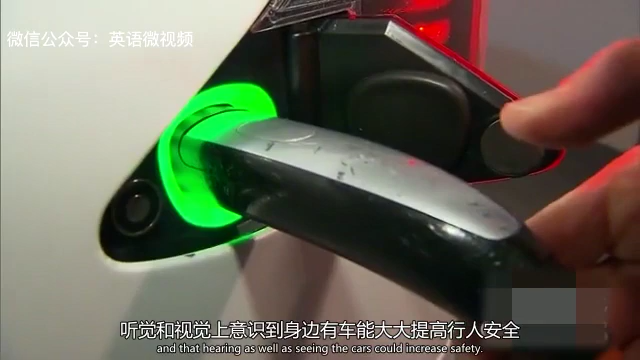 微信公众号：英语微视频
听觉和视觉上意识到身边有车能大大提高行人安全
and that hearing as well as seeing the cars could increase safety.